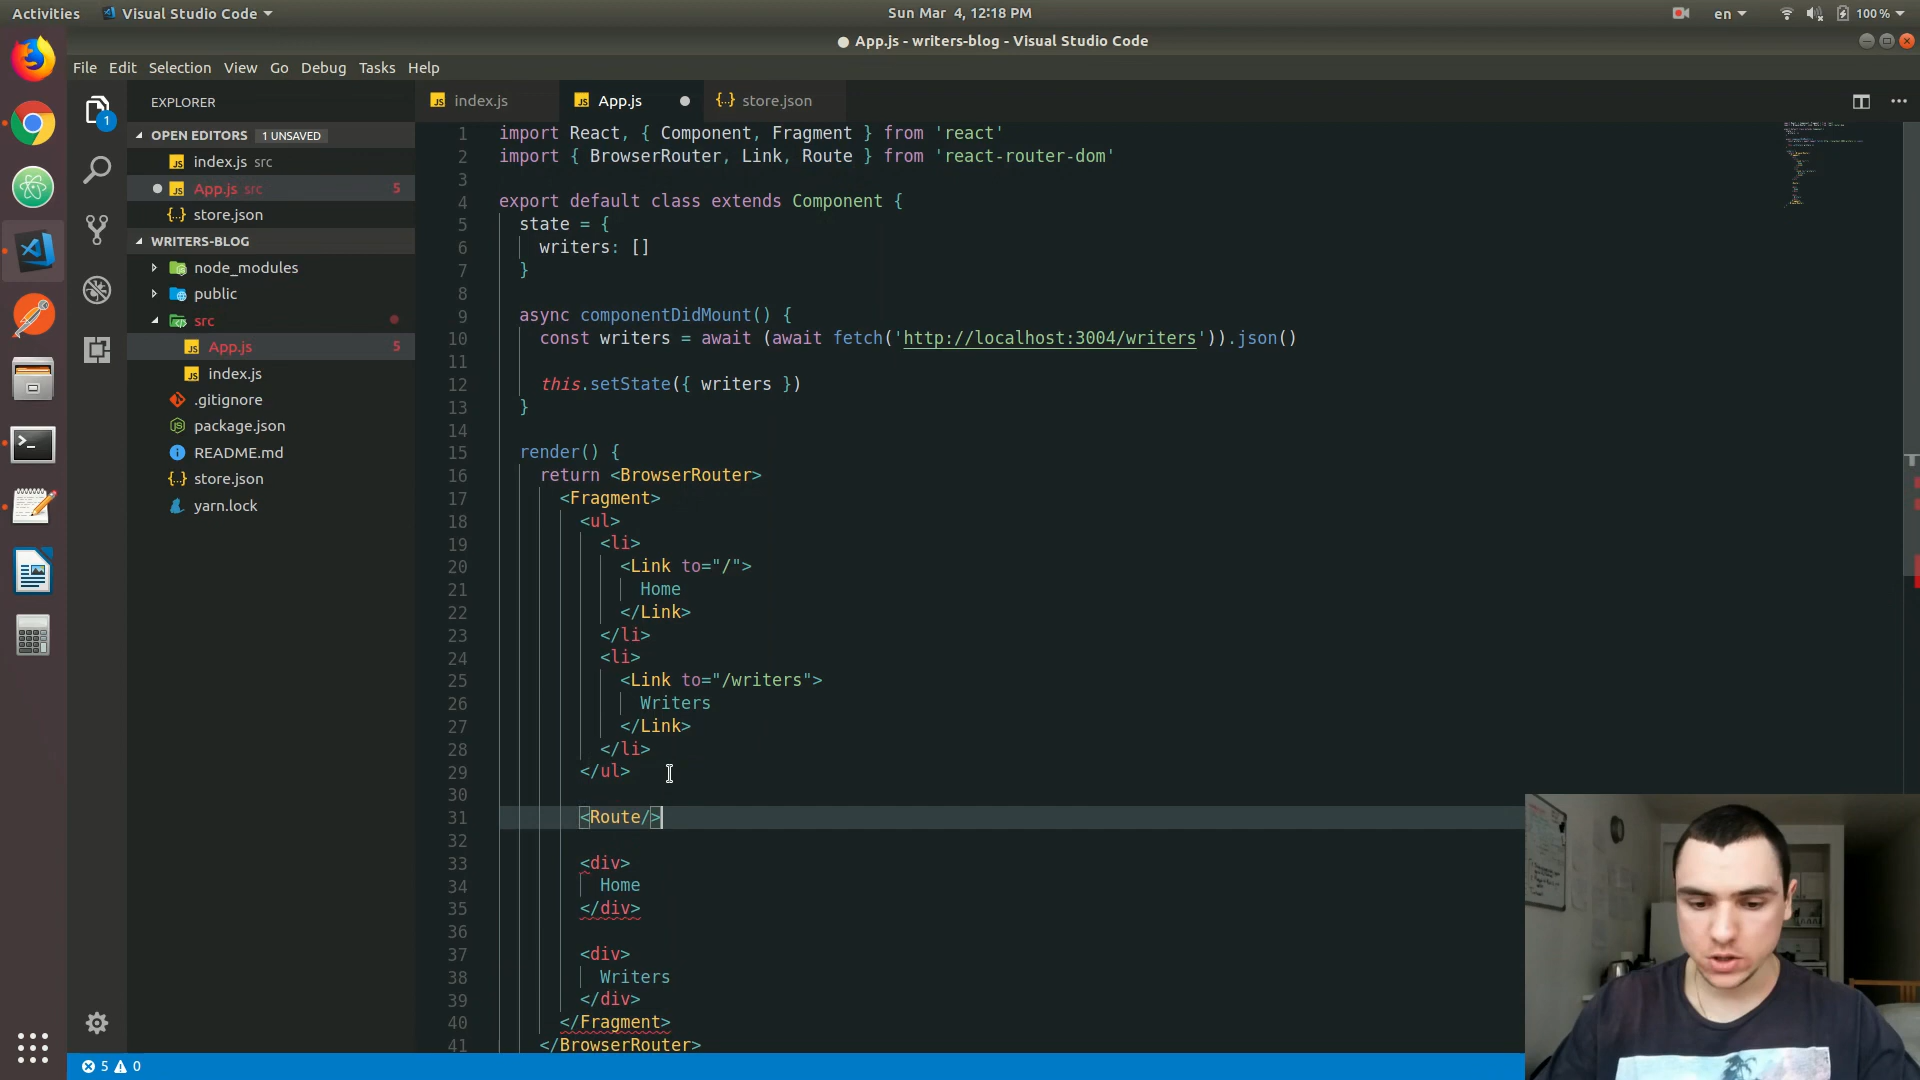 Activities Visual Studio Code Sun Mar 4, 12:18 PM en 100 %
App.js - writers-blog - Visual Studio Code
File Edit Selection View Go Debug Tasks Help
EXPLORER
OPEN EDITORS 1 UNSAVED
index.js src
App.js src 5
store.json
WRITERS-BLOG
node_modules
public
src
App.js 5
index.js
.gitignore
package.json
README.md
store.json
yarn.lock
1
index.js App.js store.json
1 import React, { Component, Fragment } from 'react'
2 import { BrowserRouter, Link, Route } from 'react-router-dom'
3
4 export default class extends Component {
5 state = {
6 writers: []
7 }
8
9 async componentDidMount() {
10 const writers = await (await fetch('http://localhost:3004/writers')).json()
11
12 this.setState({ writers })
13 }
14
15 render() {
16 return <BrowserRouter>
17 <Fragment>
18 <ul>
19 <li>
20 <Link to="/">
21 Home
22 </Link>
23 </li>
24 <li>
25 <Link to="/writers">
26 Writers
27 </Link>
28 </li>
29 </ul>
30
31 <Route/>
32
33 <div>
34 Home
35 </div>
36
37 <div>
38 Writers
39 </div>
40 </Fragment>
41 </BrowserRouter>
5 0